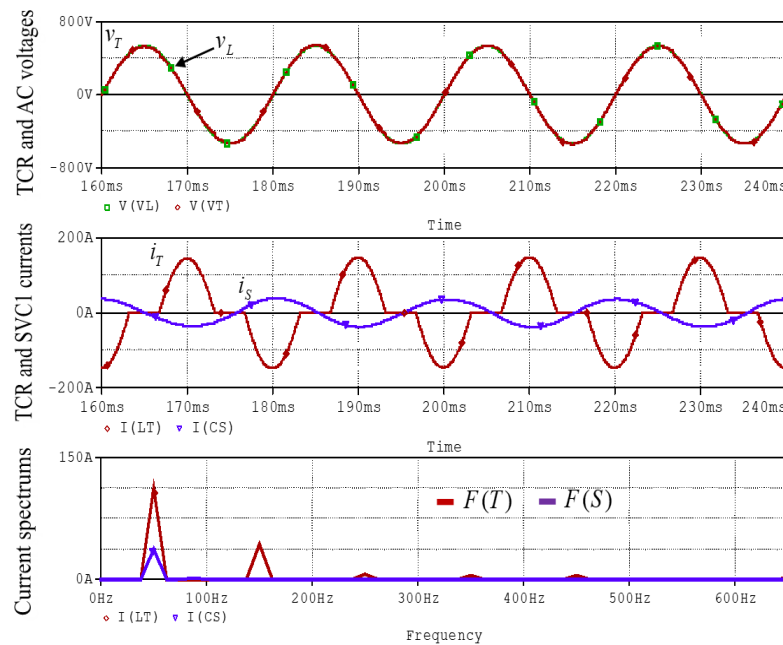 TCR and AC voltages
800V
0V
-800V
v_T
v_L
160ms 170ms 180ms 190ms 200ms 210ms 220ms 230ms 240ms
V(VL) V(VT)
Time
TCR and SVC1 currents
200A
0A
-200A
i_T
i_S
160ms 170ms 180ms 190ms 200ms 210ms 220ms 230ms 240ms
I(LT) I(CS)
Time
Current spectrums
150A
0A
F(T) F(S)
0Hz 100Hz 200Hz 300Hz 400Hz 500Hz 600Hz
I(LT) I(CS)
Frequency